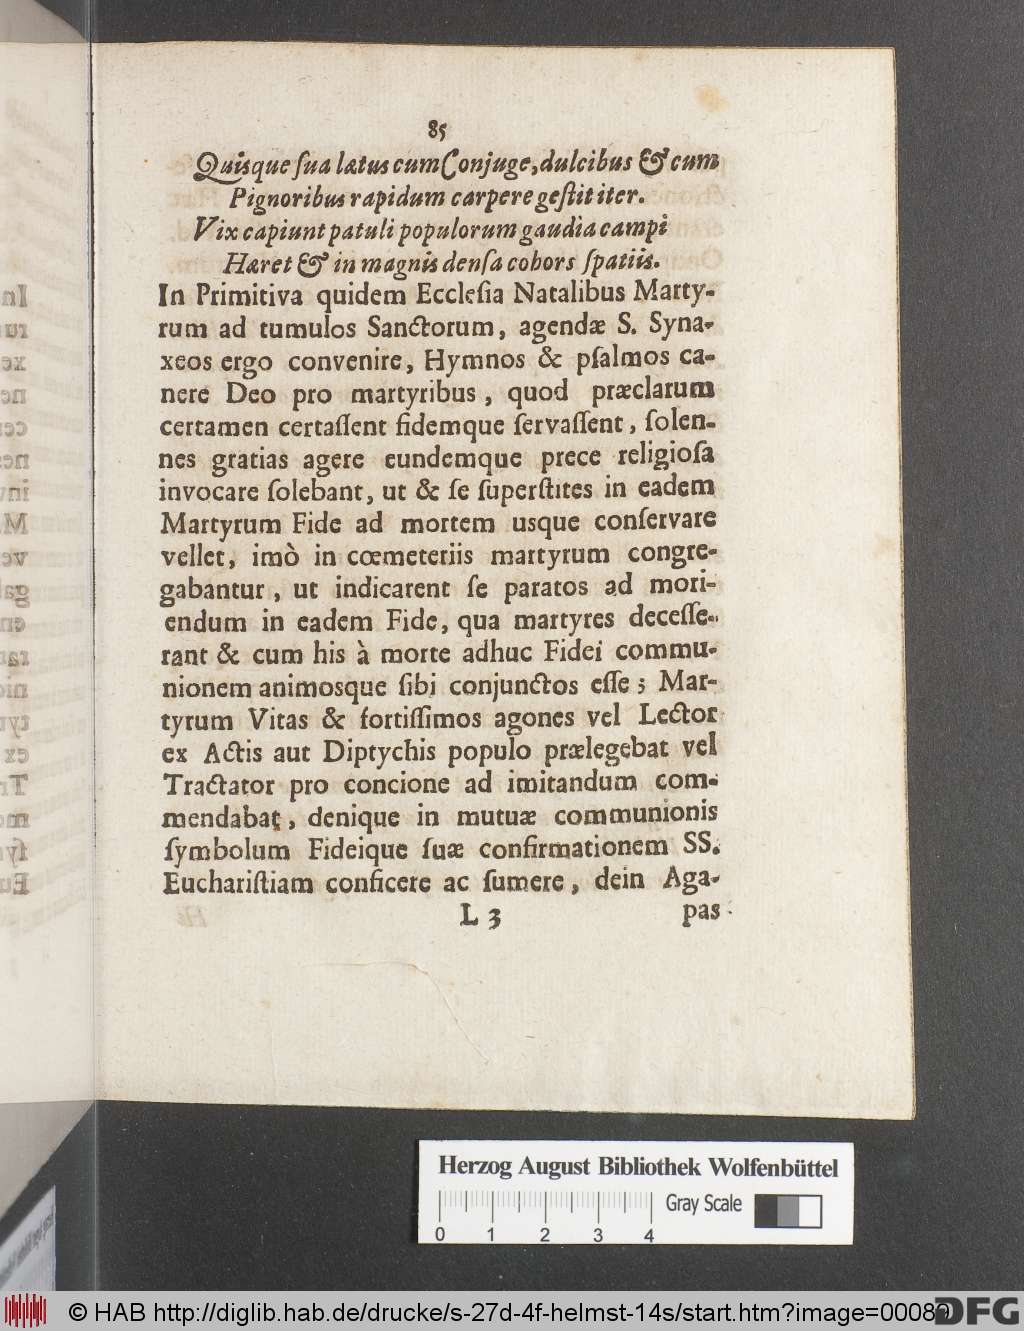 85
Quisque ſua lætus cum Conjuge, dulcibus & cum
Pignoribus rapidum carpere geſtit iter.
Vix capiunt patuli populorum gaudia campi
Hæret & in magnis denſa cohors ſpatiis.
In Primitiva quidem Eccleſia Natalibus Marty-
rum ad tumulos Sanctorum, agendæ S. Syna-
xeos ergo convenire, Hymnos & pſalmos ca-
nere Deo pro martyribus, quod præclarum
certamen certaſſent fidemque ſervaſſent, ſolen-
nes gratias agere eundemque prece religioſa
invocare ſolebant, ut & ſe ſuperſtites in eadem
Martyrum Fide ad mortem usque conſervare
vellet, imò in cœmeteriis martyrum congre-
gabantur, ut indicarent ſe paratos ad mori-
endum in eadem Fide, qua martyres deceſſe-
rant & cum his à morte adhuc Fidei commu-
nionem animosque ſibi conjunctos eſſe; Mar-
tyrum Vitas & fortiſſimos agones vel Lector
ex Actis aut Diptychis populo prælegebat vel
Tractator pro concione ad imitandum com-
mendabat, denique in mutuæ communionis
ſymbolum Fideique ſuæ confirmationem SS.
Euchariſtiam conficere ac ſumere, dein Aga-
L 3 pas
Herzog August Bibliothek Wolfenbüttel
Gray Scale
0 1 2 3 4
© HAB http://diglib.hab.de/drucke/s-27d-4f-helmst-14s/start.htm?image=00089
DFG